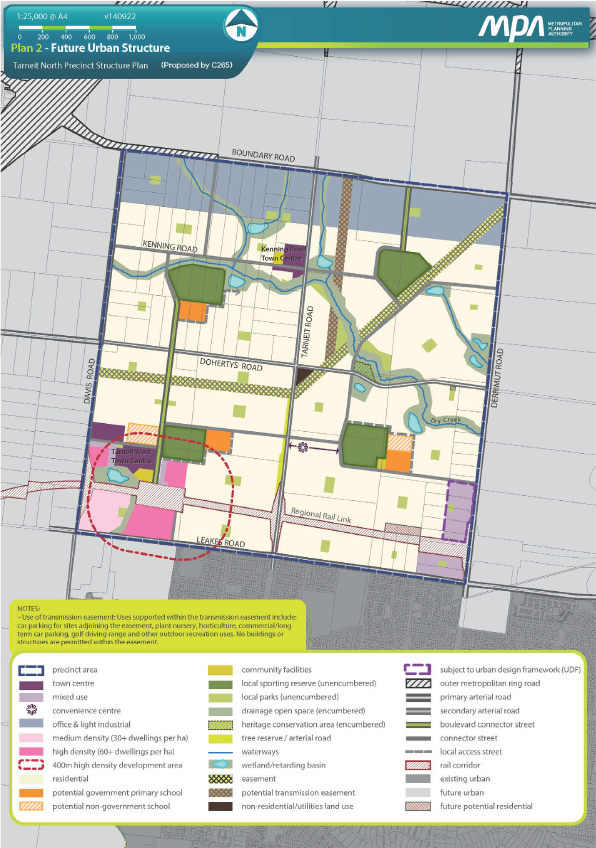 1:25,000 @ A4 v140922
0 200 400 600 800 1,000
Plan 2 - Future Urban Structure
Tarneit North Precinct Structure Plan (Proposed by C265)
N
MPA METROPOLITAN
PLANNING
AUTHORITY
BOUNDARY ROAD
KENNING ROAD
Kenning Road
Town Centre
TARNEIT ROAD
DOHERTYS ROAD
DAVIS ROAD
DERRIMUT ROAD
Dry Creek
Tarneit West
Town Centre
Regional Rail Link
LEAKES ROAD
NOTES:
- Use of transmission easement: Uses supported within the transmission easement include:
car parking for sites adjoining the easement, plant nursery, horticulture, commercial/long
term car parking, golf driving range and other outdoor recreation uses. No buildings or
structures are permitted within the easement.
precinct area
town centre
mixed use
convenience centre
office & light industrial
medium density (30+ dwellings per ha)
high density (60+ dwellings per ha)
400m high density development area
residential
potential government primary school
potential non-government school
community facilities
local sporting reserve (unencumbered)
local parks (unencumbered)
drainage open space (encumbered)
heritage conservation area (encumbered)
tree reserve / arterial road
waterways
wetland/retarding basin
easement
potential transmission easement
non-residential/utilities land use
subject to urban design framework (UDF)
outer metropolitan ring road
primary arterial road
secondary arterial road
boulevard connector street
connector street
local access street
rail corridor
existing urban
future urban
future potential residential